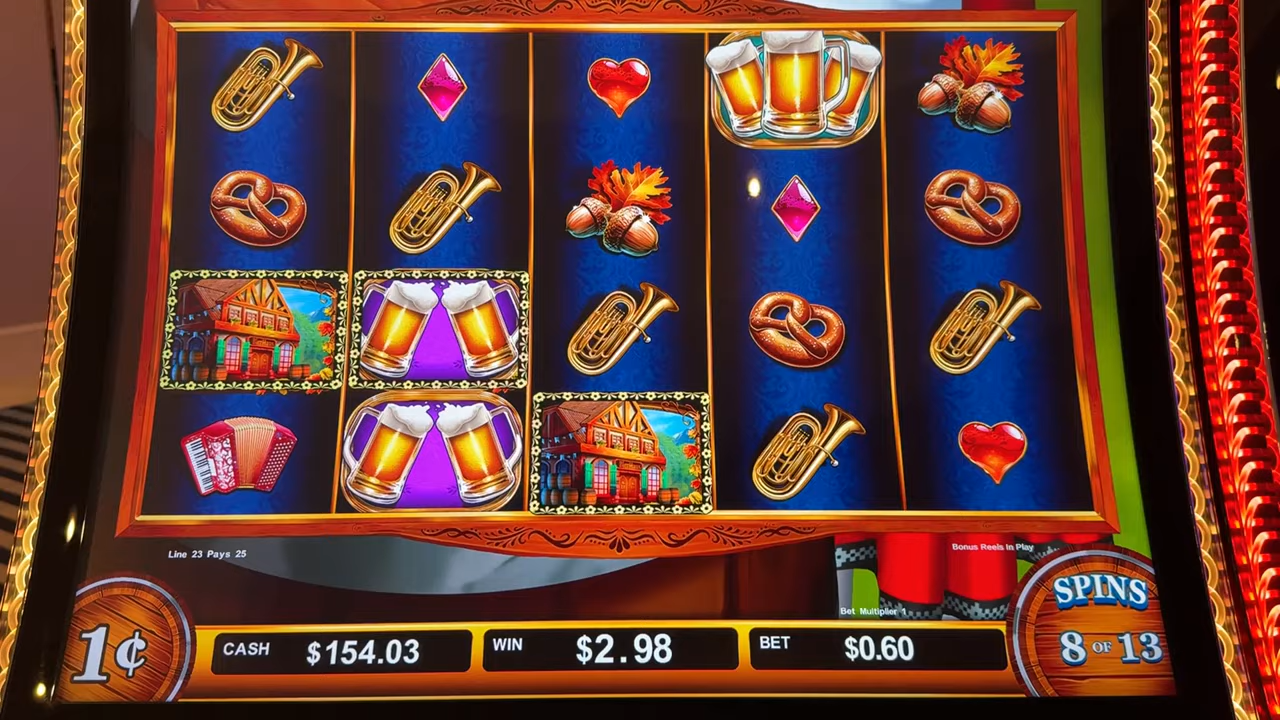 Line 23 Pays 25
Bonus Reels In Play
Bet Multiplier 1
SPINS
8 OF 13
1¢
CASH $154.03
WIN $2.98
BET $0.60